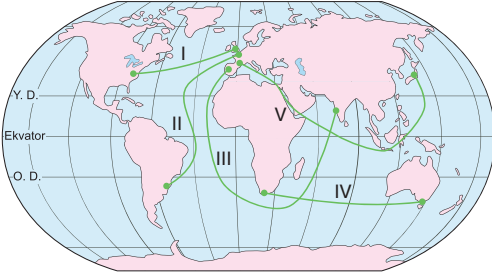 I
Y. D.
II
V
Ekvator
III
O. D.
IV